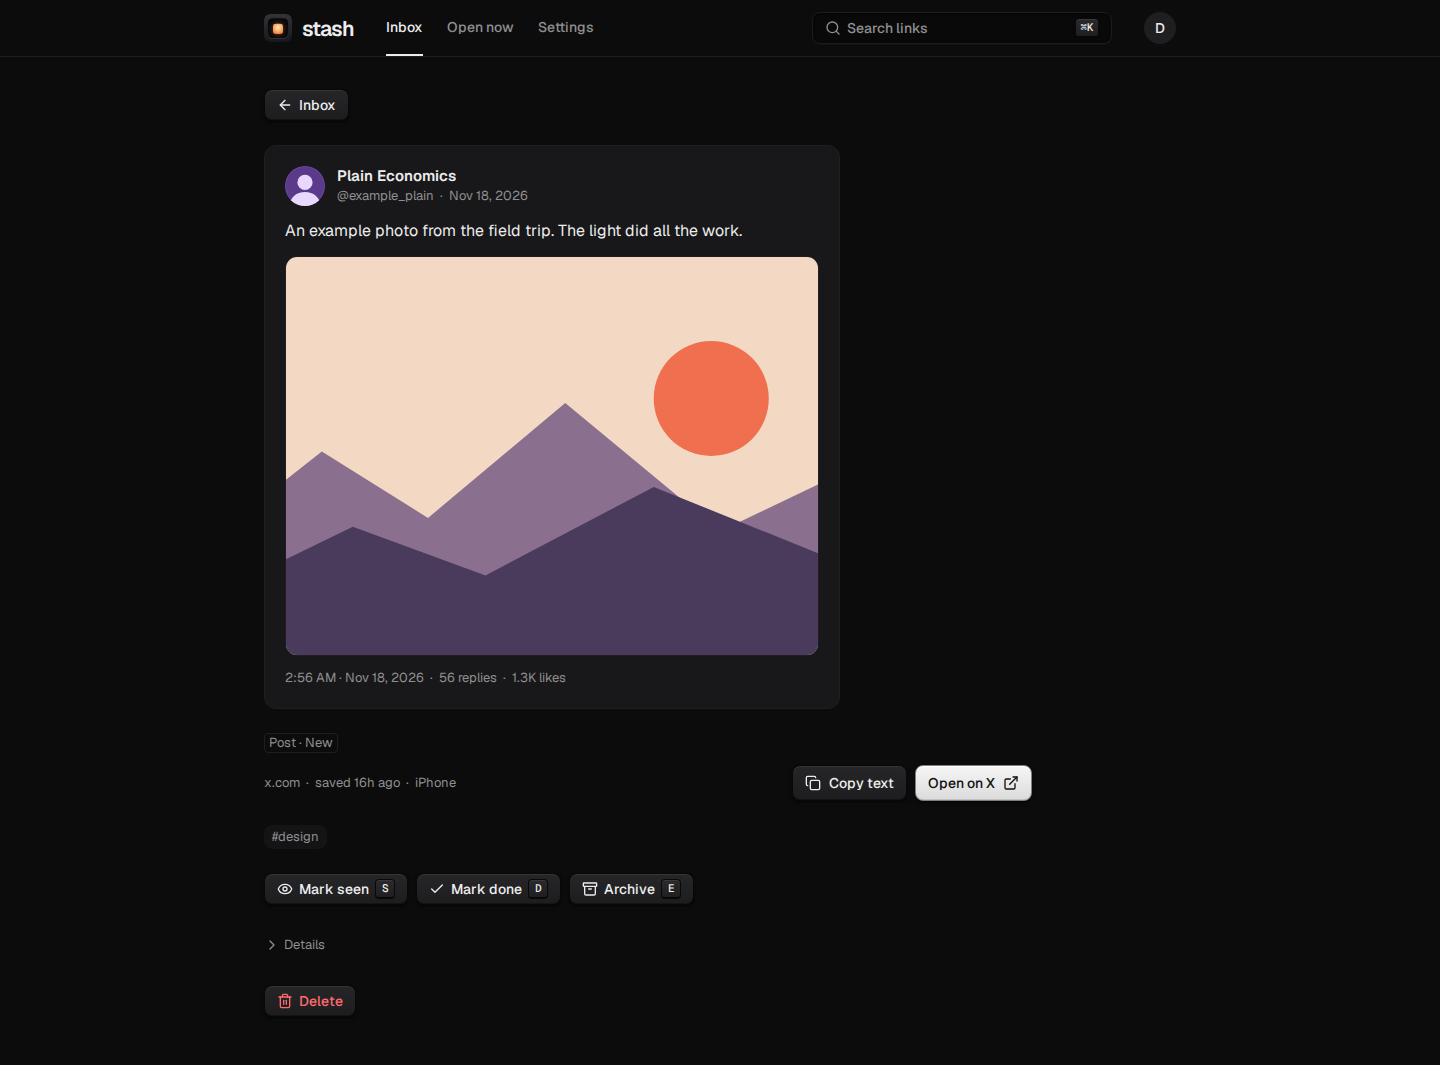 stash Inbox Open now Settings Search links ⌘K D
Inbox
Plain Economics
@example_plain · Nov 18, 2026
An example photo from the field trip. The light did all the work.
2:56 AM · Nov 18, 2026 · 56 replies · 1.3K likes
Post · New
x.com · saved 16h ago · iPhone Copy text Open on X
#design
Mark seen S Mark done D Archive E
Details
Delete